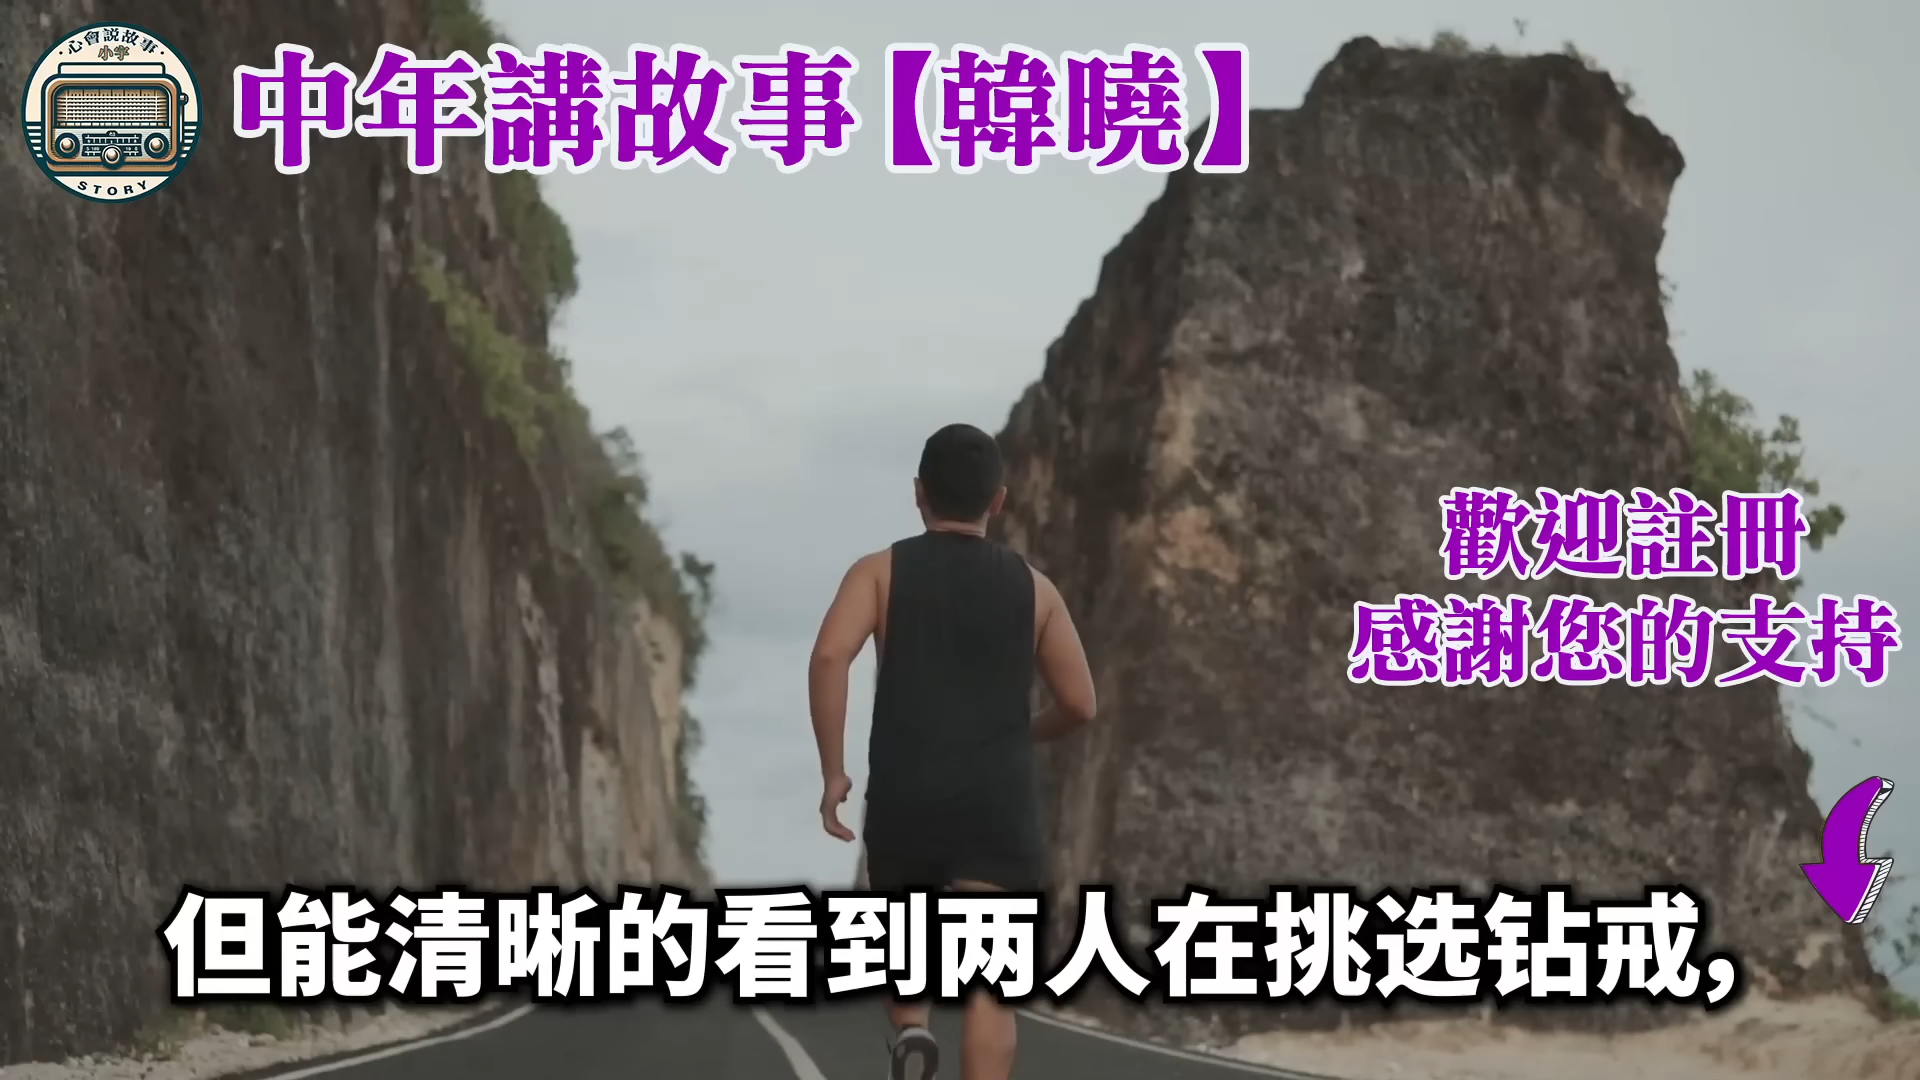 心會説故事
小宇
STORY
中年講故事【韓曉】
歡迎註冊
感謝您的支持
但能清晰的看到两人在挑选钻戒,